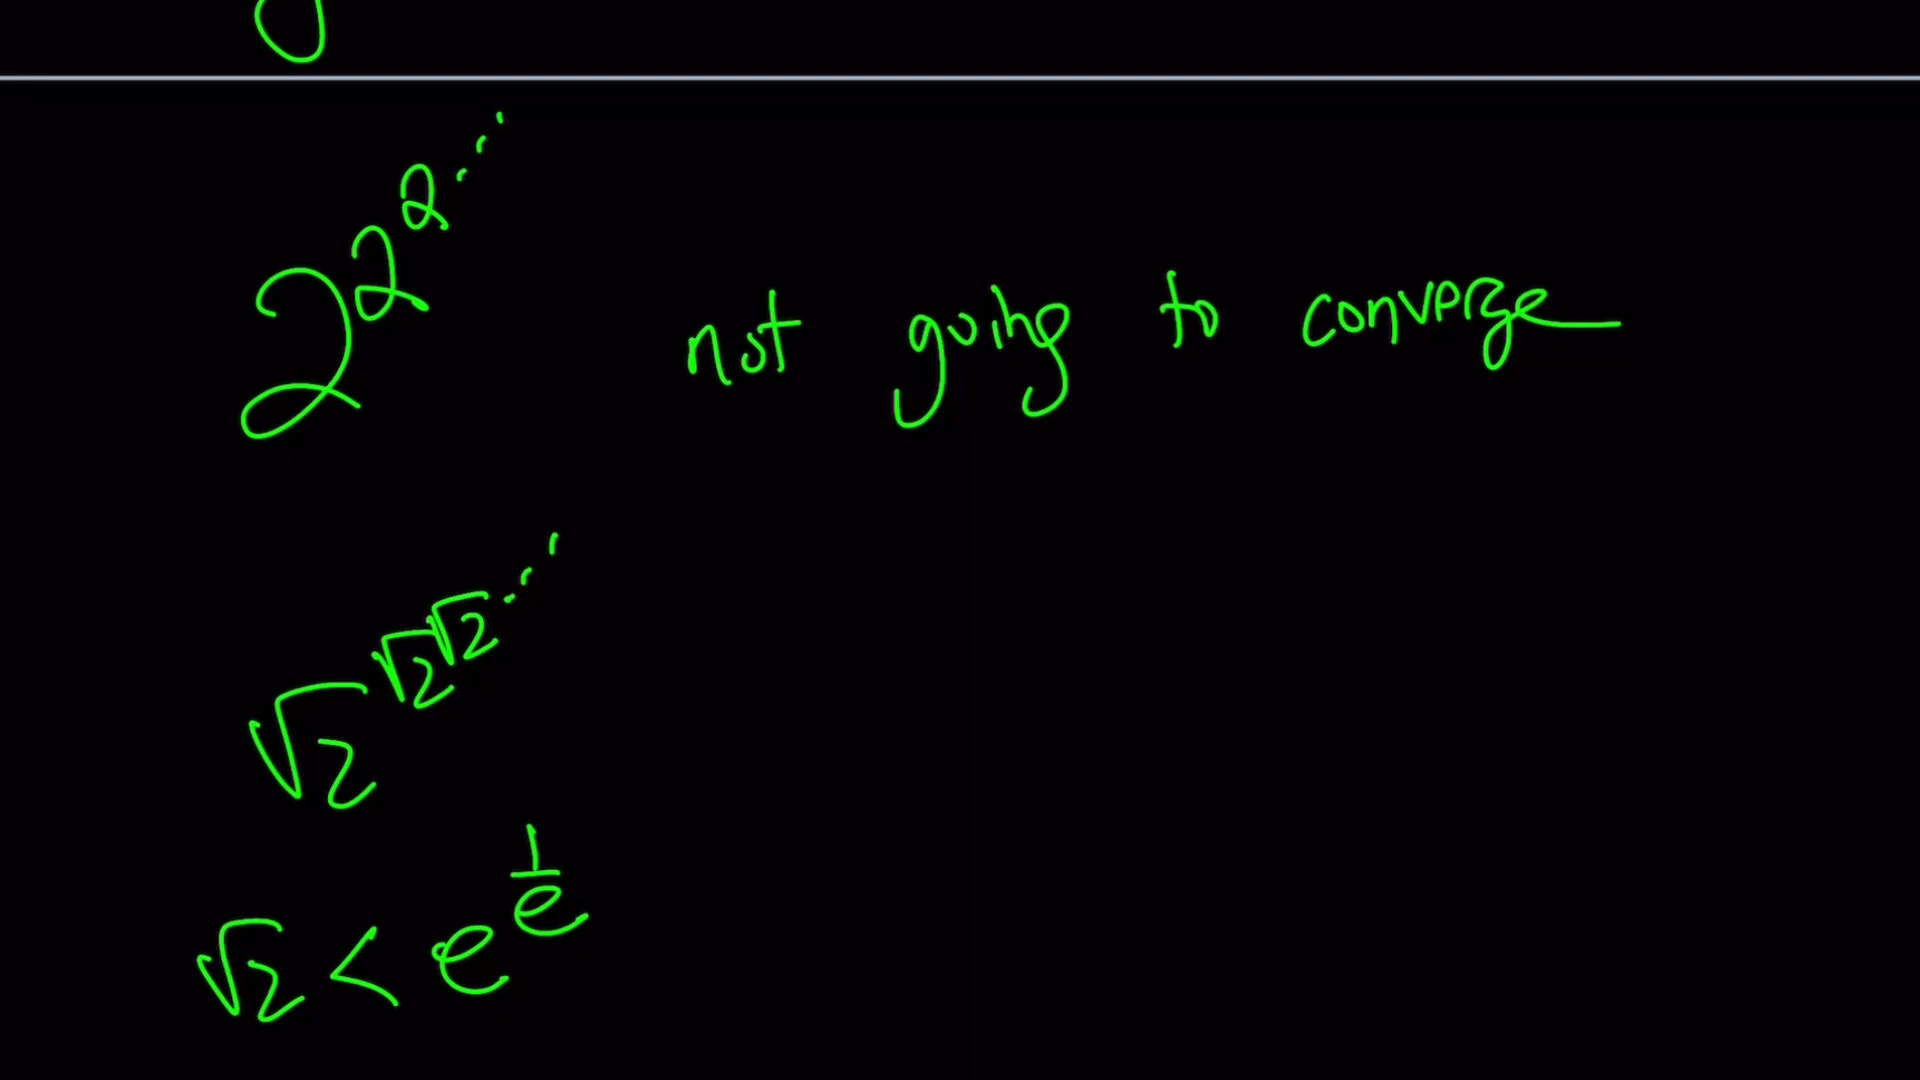 2^2^2^⋰ not going to converge
√2^√2^√2^⋰
√2 < e^(1/e)